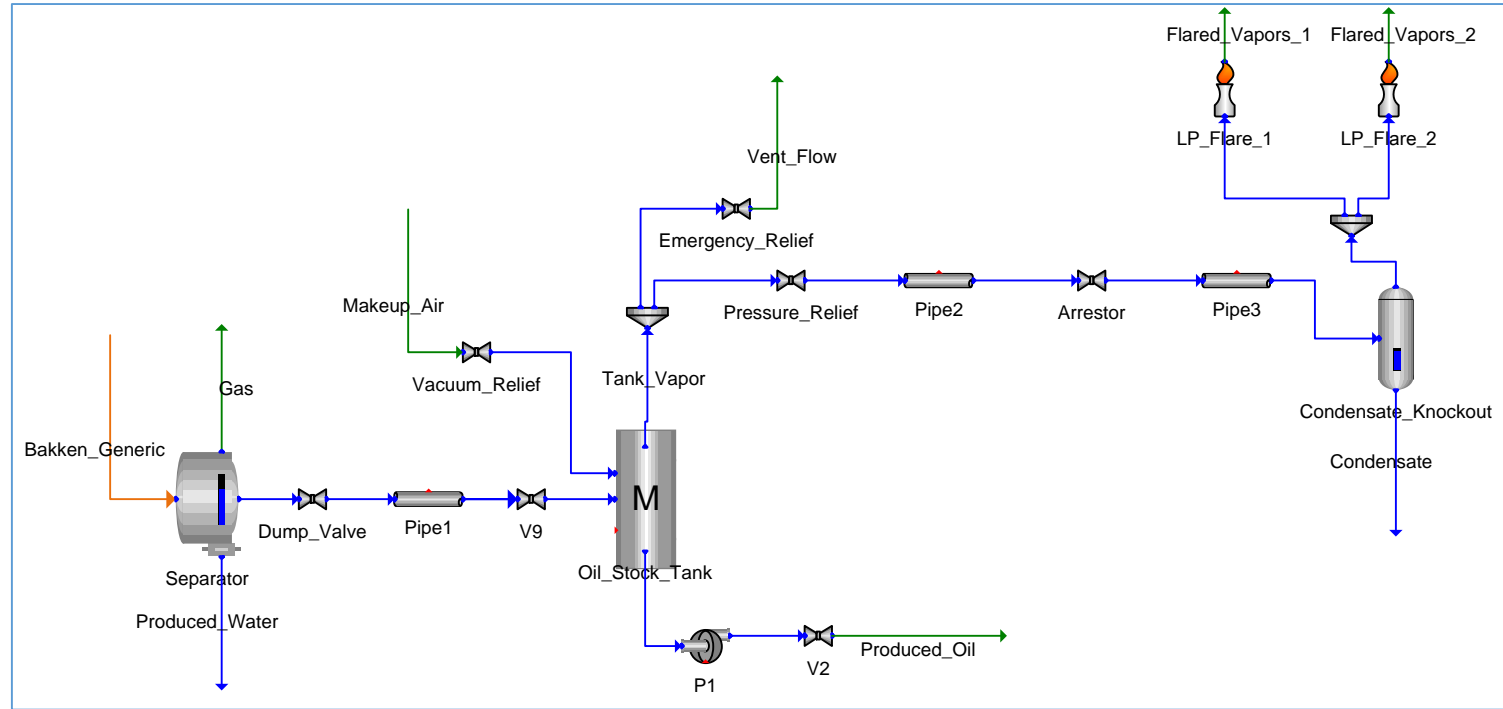 Flared_Vapors_1
Flared_Vapors_2
LP_Flare_1
LP_Flare_2
Vent_Flow
Emergency_Relief
Makeup_Air
Pressure_Relief
Pipe2
Arrestor
Pipe3
Vacuum_Relief
Tank_Vapor
Gas
Condensate_Knockout
Bakken_Generic
Condensate
M
Dump_Valve
Pipe1
V9
Separator
Oil_Stock_Tank
Produced_Water
Produced_Oil
P1
V2